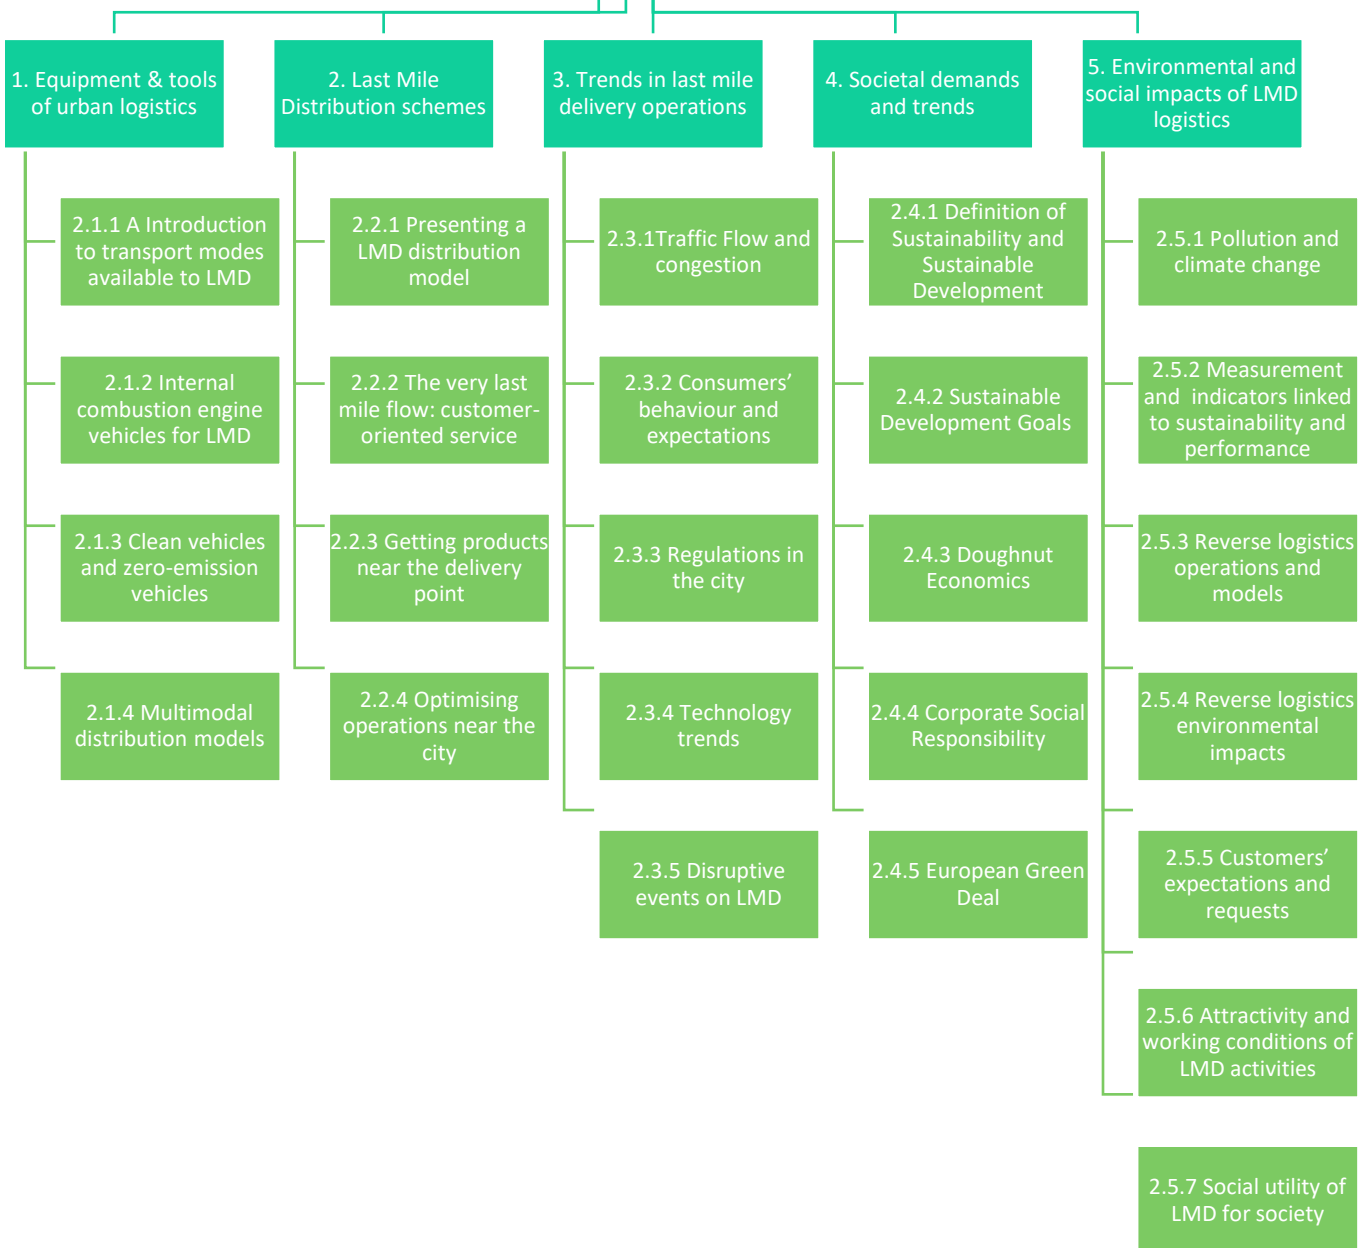 1. Equipment & tools
of urban logistics
2.1.1 A Introduction
to transport modes
available to LMD
2.1.2 Internal
combustion engine
vehicles for LMD
2.1.3 Clean vehicles
and zero-emission
vehicles
2.1.4 Multimodal
distribution models
2. Last Mile
Distribution schemes
2.2.1 Presenting a
LMD distribution
model
2.2.2 The very last
mile flow: customer-
oriented service
2.2.3 Getting products
near the delivery
point
2.2.4 Optimising
operations near the
city
3. Trends in last mile
delivery operations
2.3.1Traffic Flow and
congestion
2.3.2 Consumers’
behaviour and
expectations
2.3.3 Regulations in
the city
2.3.4 Technology
trends
2.3.5 Disruptive
events on LMD
4. Societal demands
and trends
2.4.1 Definition of
Sustainability and
Sustainable
Development
2.4.2 Sustainable
Development Goals
2.4.3 Doughnut
Economics
2.4.4 Corporate Social
Responsibility
2.4.5 European Green
Deal
5. Environmental and
social impacts of LMD
logistics
2.5.1 Pollution and
climate change
2.5.2 Measurement
and indicators linked
to sustainability and
performance
2.5.3 Reverse logistics
operations and
models
2.5.4 Reverse logistics
environmental
impacts
2.5.5 Customers’
expectations and
requests
2.5.6 Attractivity and
working conditions of
LMD activities
2.5.7 Social utility of
LMD for society